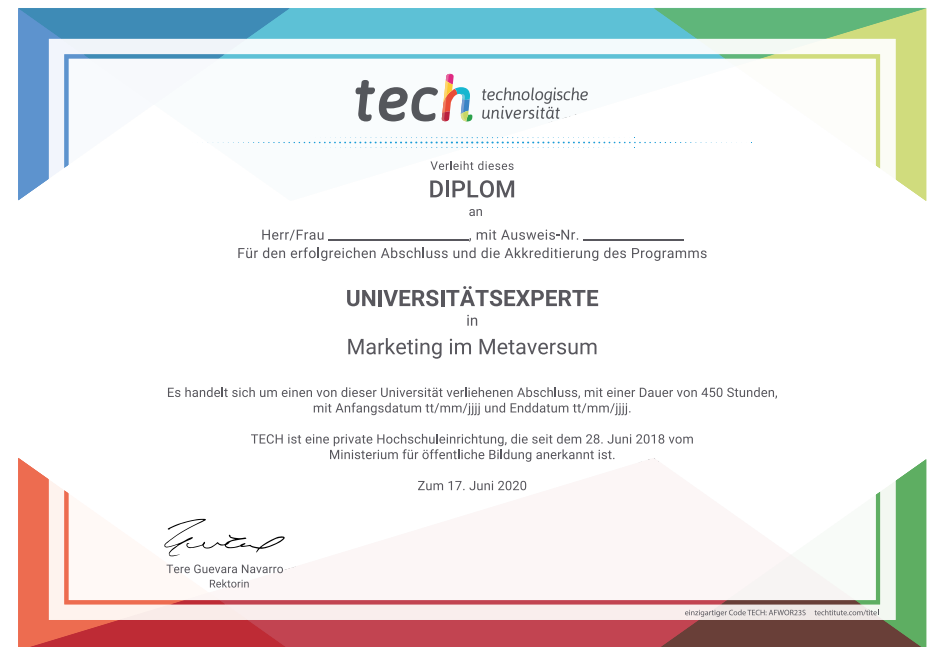 tech technologische
universität
Verleiht dieses
DIPLOM
an
Herr/Frau ____________________, mit Ausweis-Nr. ______________
Für den erfolgreichen Abschluss und die Akkreditierung des Programms
UNIVERSITÄTSEXPERTE
in
Marketing im Metaversum
Es handelt sich um einen von dieser Universität verliehenen Abschluss, mit einer Dauer von 450 Stunden,
mit Anfangsdatum tt/mm/jjjj und Enddatum tt/mm/jjjj.
TECH ist eine private Hochschuleinrichtung, die seit dem 28. Juni 2018 vom
Ministerium für öffentliche Bildung anerkannt ist.
Zum 17. Juni 2020
Tere Guevara Navarro
Rektorin
einzigartiger Code TECH: AFWOR23S techtitute.com/titel